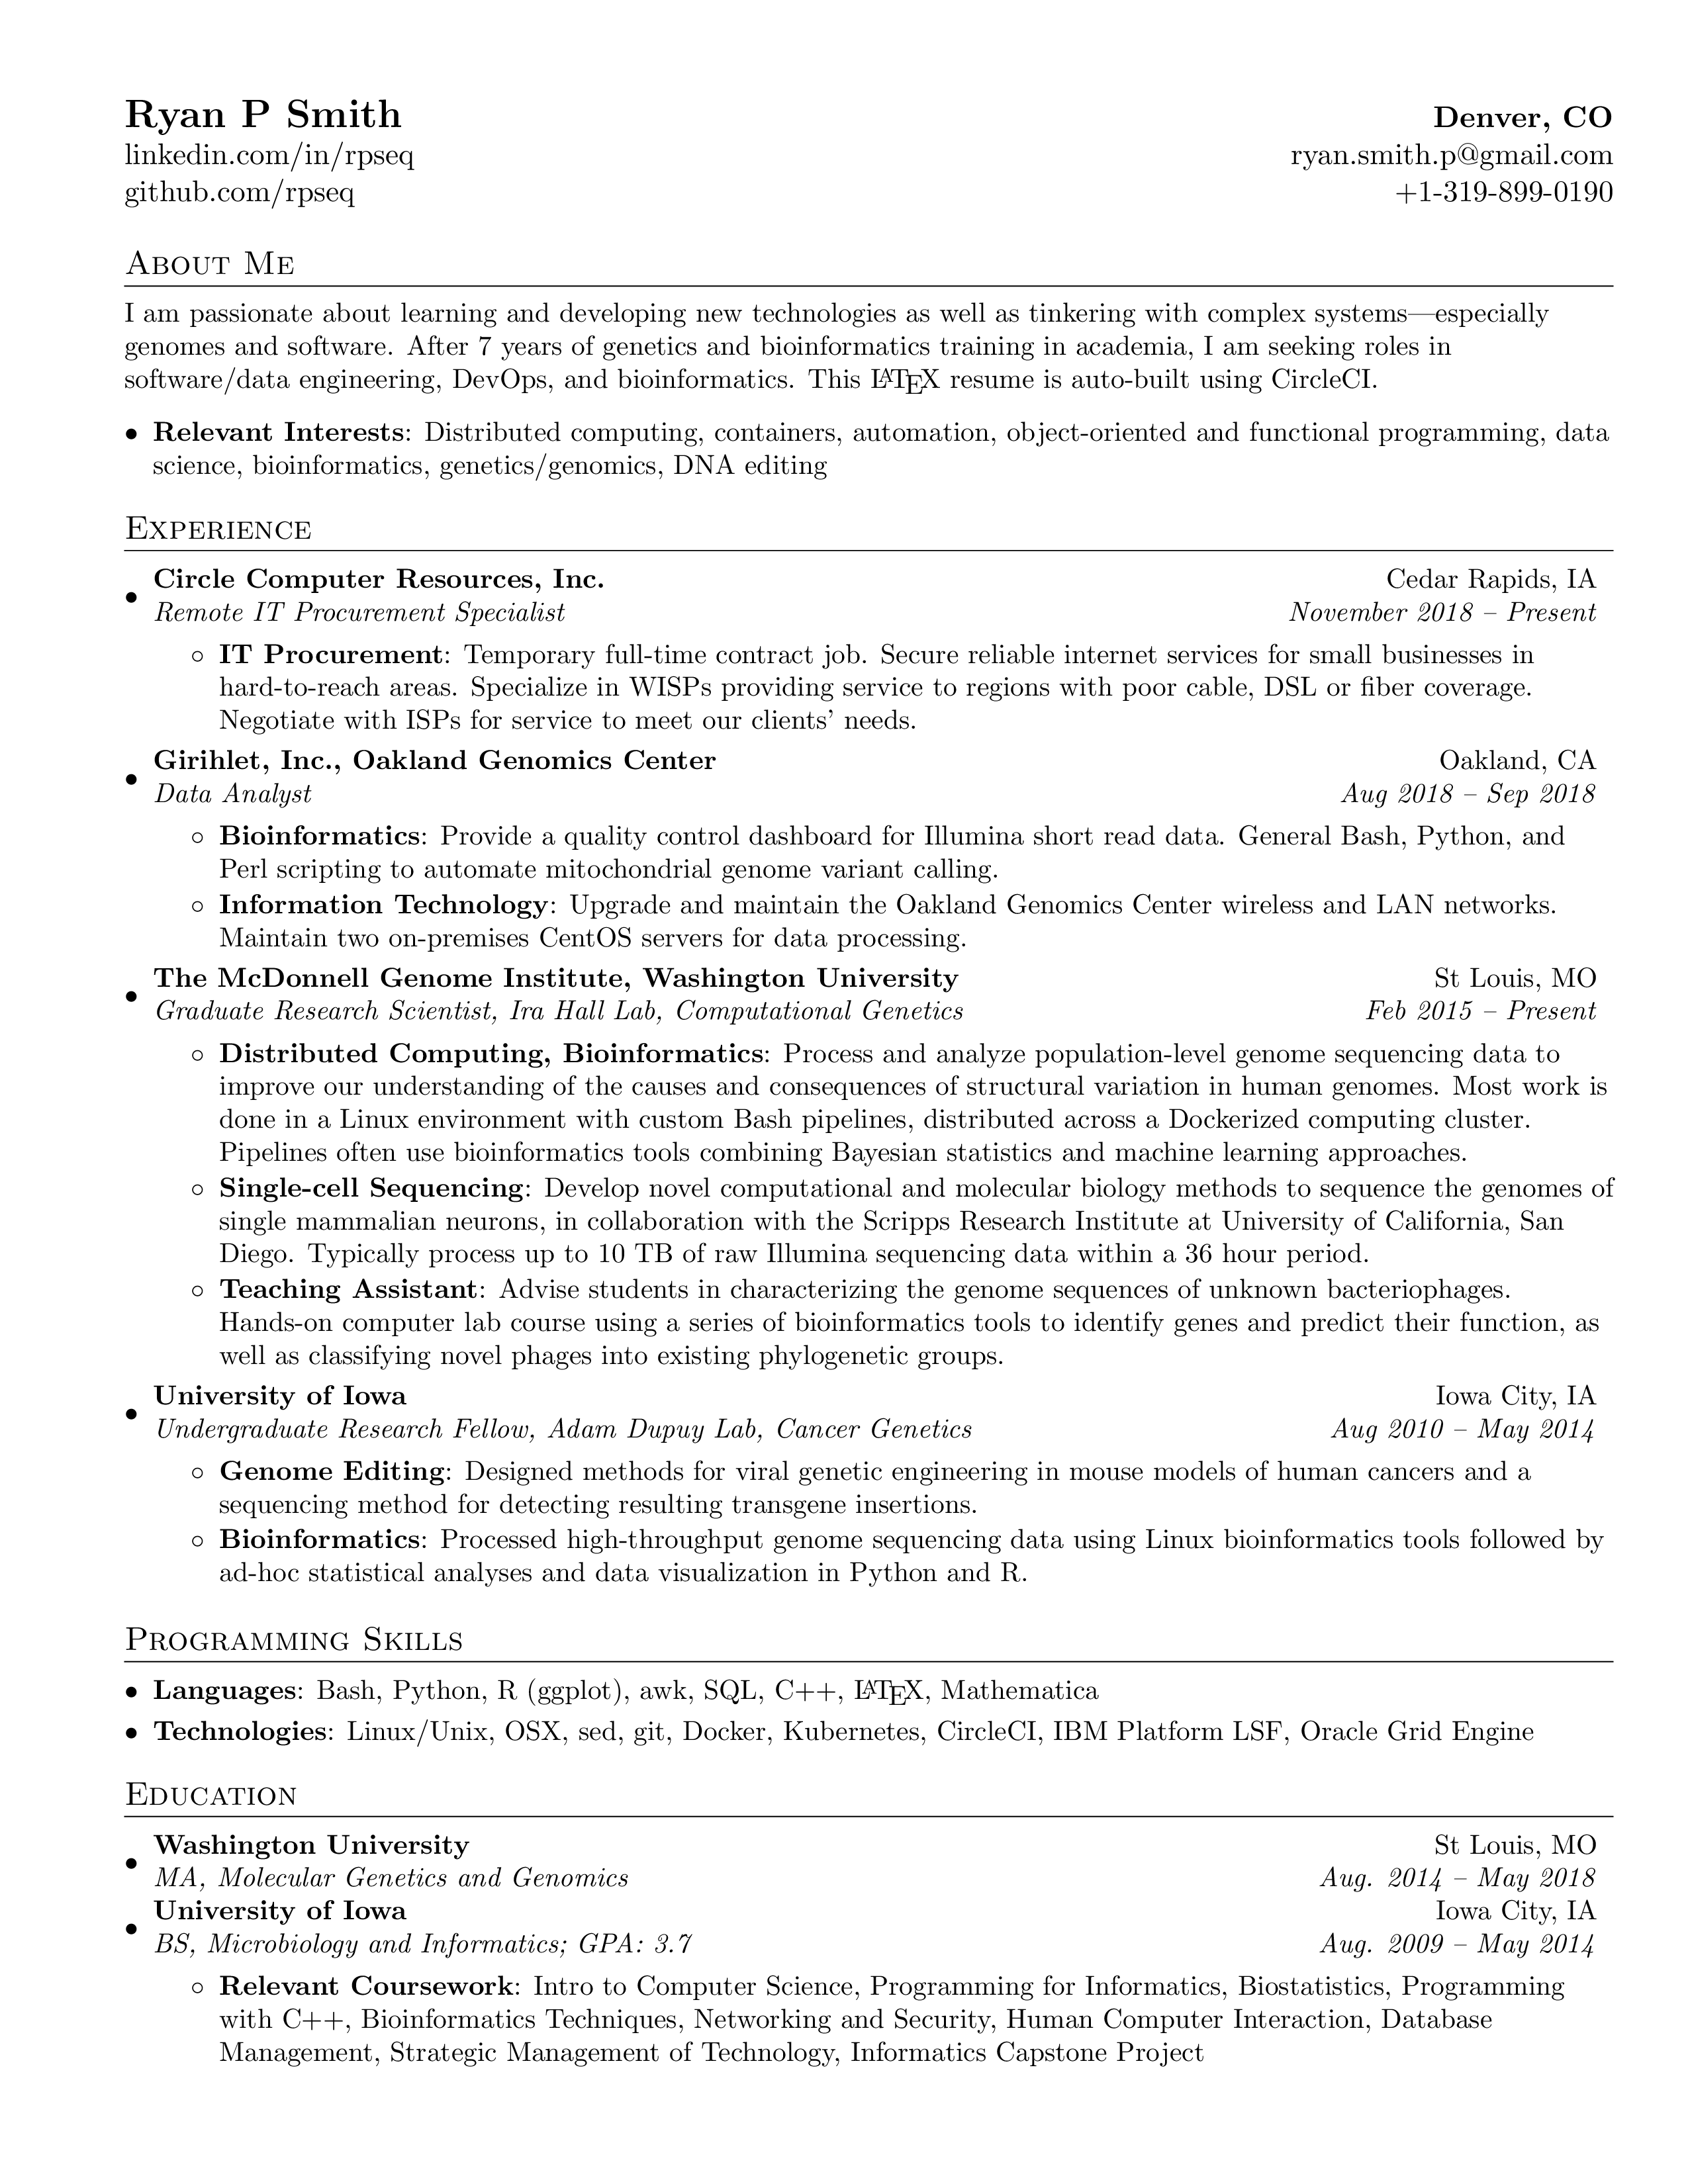 Ryan P Smith Denver, CO
linkedin.com/in/rpseq ryan.smith.p@gmail.com
github.com/rpseq +1-319-899-0190
About Me
I am passionate about learning and developing new technologies as well as tinkering with complex systems—especially
genomes and software. After 7 years of genetics and bioinformatics training in academia, I am seeking roles in
software/data engineering, DevOps, and bioinformatics. This LATEX resume is auto-built using CircleCI.
• Relevant Interests: Distributed computing, containers, automation, object-oriented and functional programming, data
science, bioinformatics, genetics/genomics, DNA editing
Experience
• Circle Computer Resources, Inc. Cedar Rapids, IA
Remote IT Procurement Specialist November 2018 – Present
◦ IT Procurement: Temporary full-time contract job. Secure reliable internet services for small businesses in
hard-to-reach areas. Specialize in WISPs providing service to regions with poor cable, DSL or fiber coverage.
Negotiate with ISPs for service to meet our clients' needs.
• Girihlet, Inc., Oakland Genomics Center Oakland, CA
Data Analyst Aug 2018 – Sep 2018
◦ Bioinformatics: Provide a quality control dashboard for Illumina short read data. General Bash, Python, and
Perl scripting to automate mitochondrial genome variant calling.
◦ Information Technology: Upgrade and maintain the Oakland Genomics Center wireless and LAN networks.
Maintain two on-premises CentOS servers for data processing.
• The McDonnell Genome Institute, Washington University St Louis, MO
Graduate Research Scientist, Ira Hall Lab, Computational Genetics Feb 2015 – Present
◦ Distributed Computing, Bioinformatics: Process and analyze population-level genome sequencing data to
improve our understanding of the causes and consequences of structural variation in human genomes. Most work is
done in a Linux environment with custom Bash pipelines, distributed across a Dockerized computing cluster.
Pipelines often use bioinformatics tools combining Bayesian statistics and machine learning approaches.
◦ Single-cell Sequencing: Develop novel computational and molecular biology methods to sequence the genomes of
single mammalian neurons, in collaboration with the Scripps Research Institute at University of California, San
Diego. Typically process up to 10 TB of raw Illumina sequencing data within a 36 hour period.
◦ Teaching Assistant: Advise students in characterizing the genome sequences of unknown bacteriophages.
Hands-on computer lab course using a series of bioinformatics tools to identify genes and predict their function, as
well as classifying novel phages into existing phylogenetic groups.
• University of Iowa Iowa City, IA
Undergraduate Research Fellow, Adam Dupuy Lab, Cancer Genetics Aug 2010 – May 2014
◦ Genome Editing: Designed methods for viral genetic engineering in mouse models of human cancers and a
sequencing method for detecting resulting transgene insertions.
◦ Bioinformatics: Processed high-throughput genome sequencing data using Linux bioinformatics tools followed by
ad-hoc statistical analyses and data visualization in Python and R.
Programming Skills
• Languages: Bash, Python, R (ggplot), awk, SQL, C++, LATEX, Mathematica
• Technologies: Linux/Unix, OSX, sed, git, Docker, Kubernetes, CircleCI, IBM Platform LSF, Oracle Grid Engine
Education
• Washington University St Louis, MO
MA, Molecular Genetics and Genomics Aug. 2014 – May 2018
• University of Iowa Iowa City, IA
BS, Microbiology and Informatics; GPA: 3.7 Aug. 2009 – May 2014
◦ Relevant Coursework: Intro to Computer Science, Programming for Informatics, Biostatistics, Programming
with C++, Bioinformatics Techniques, Networking and Security, Human Computer Interaction, Database
Management, Strategic Management of Technology, Informatics Capstone Project